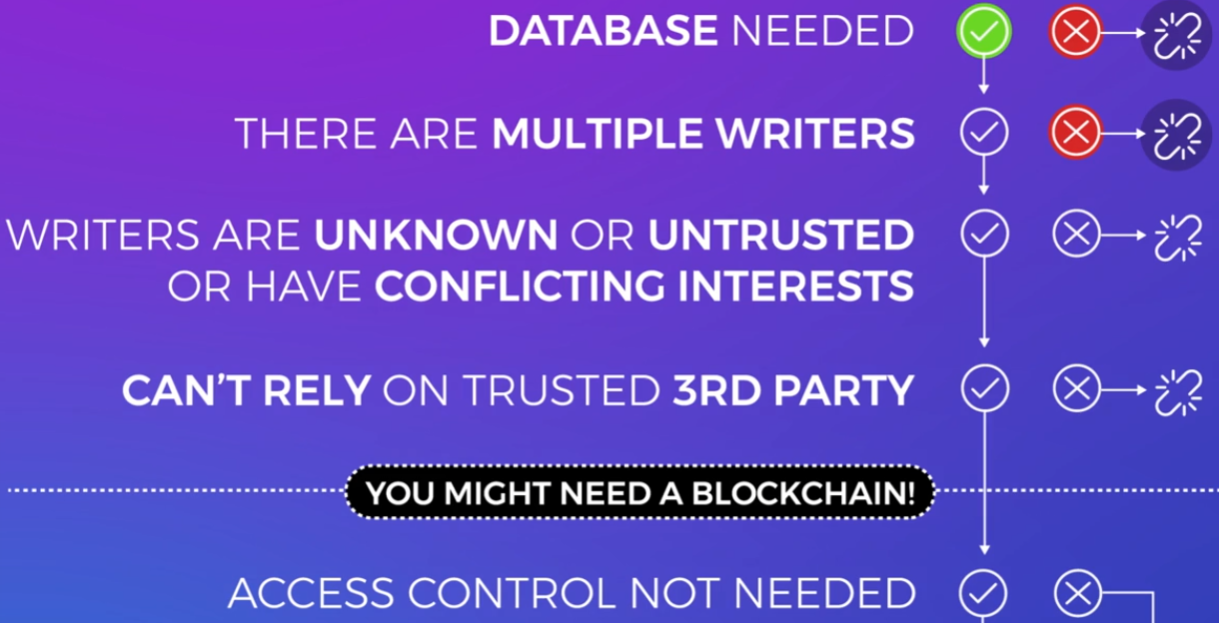 DATABASE NEEDED
THERE ARE MULTIPLE WRITERS
WRITERS ARE UNKNOWN OR UNTRUSTED
OR HAVE CONFLICTING INTERESTS
CAN'T RELY ON TRUSTED 3RD PARTY
YOU MIGHT NEED A BLOCKCHAIN!
ACCESS CONTROL NOT NEEDED